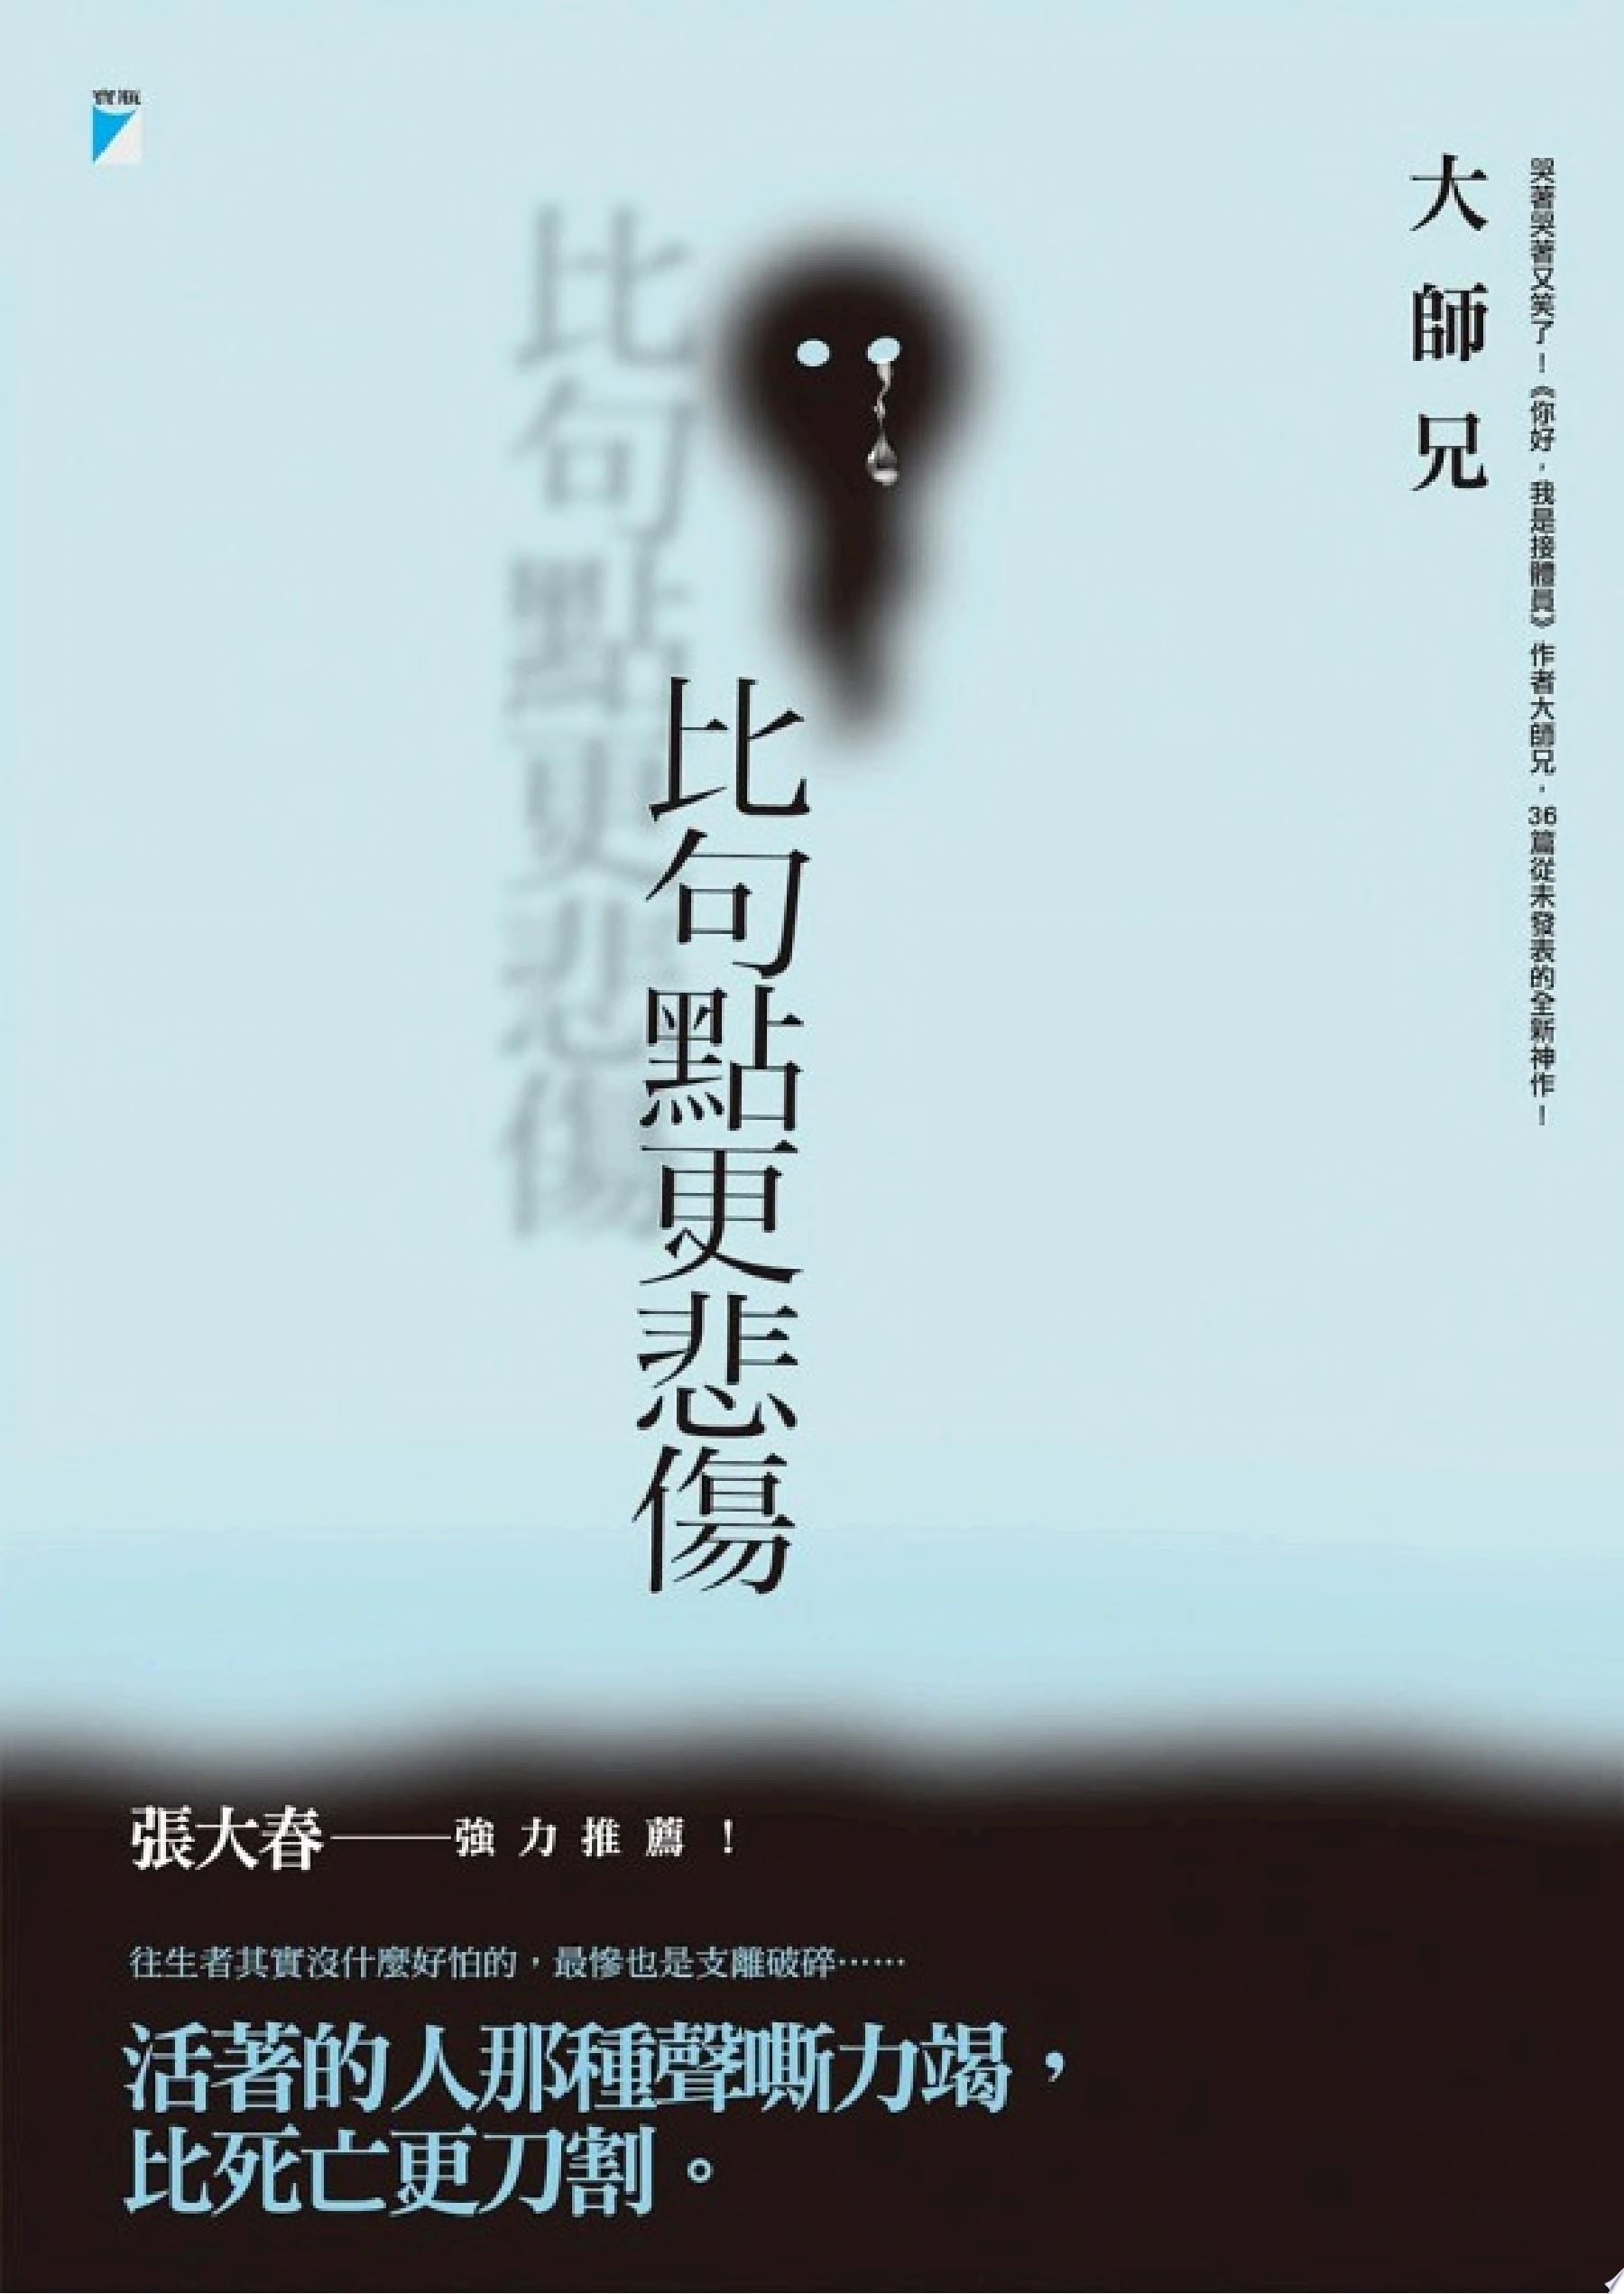 寶瓶
哭著哭著又笑了！《你好，我是接體員》作者大師兄，36篇從未發表的全新神作！
大師兄
比句點更悲傷
比句點更悲傷
張大春——強力推薦！
往生者其實沒什麼好怕的，最慘也是支離破碎……
活著的人那種聲嘶力竭，
比死亡更刀割。